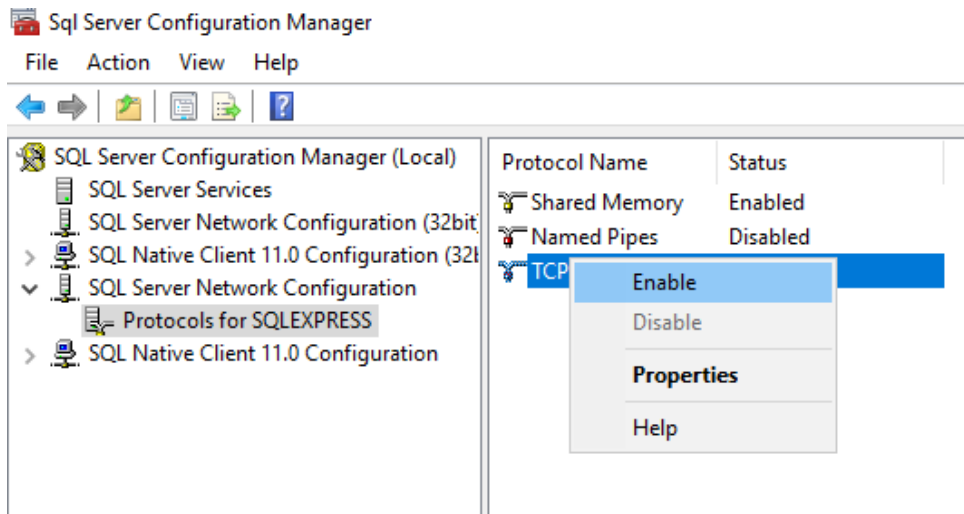 Sql Server Configuration Manager
File Action View Help
SQL Server Configuration Manager (Local)
SQL Server Services
SQL Server Network Configuration (32bit
SQL Native Client 11.0 Configuration (32b
SQL Server Network Configuration
Protocols for SQLEXPRESS
SQL Native Client 11.0 Configuration
Protocol Name Status
Shared Memory Enabled
Named Pipes Disabled
TCP
Enable
Disable
Properties
Help